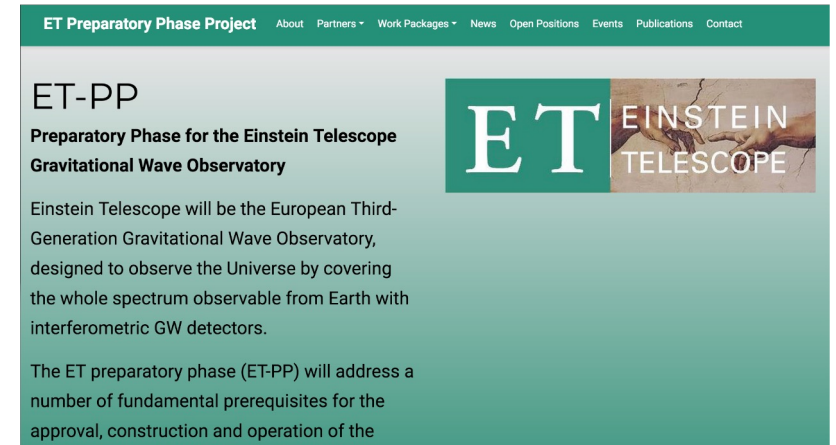 ET Preparatory Phase Project About Partners Work Packages News Open Positions Events Publications Contact
ET-PP
Preparatory Phase for the Einstein Telescope
Gravitational Wave Observatory
Einstein Telescope will be the European Third-
Generation Gravitational Wave Observatory,
designed to observe the Universe by covering
the whole spectrum observable from Earth with
interferometric GW detectors.
The ET preparatory phase (ET-PP) will address a
number of fundamental prerequisites for the
approval, construction and operation of the
ET EINSTEIN
TELESCOPE